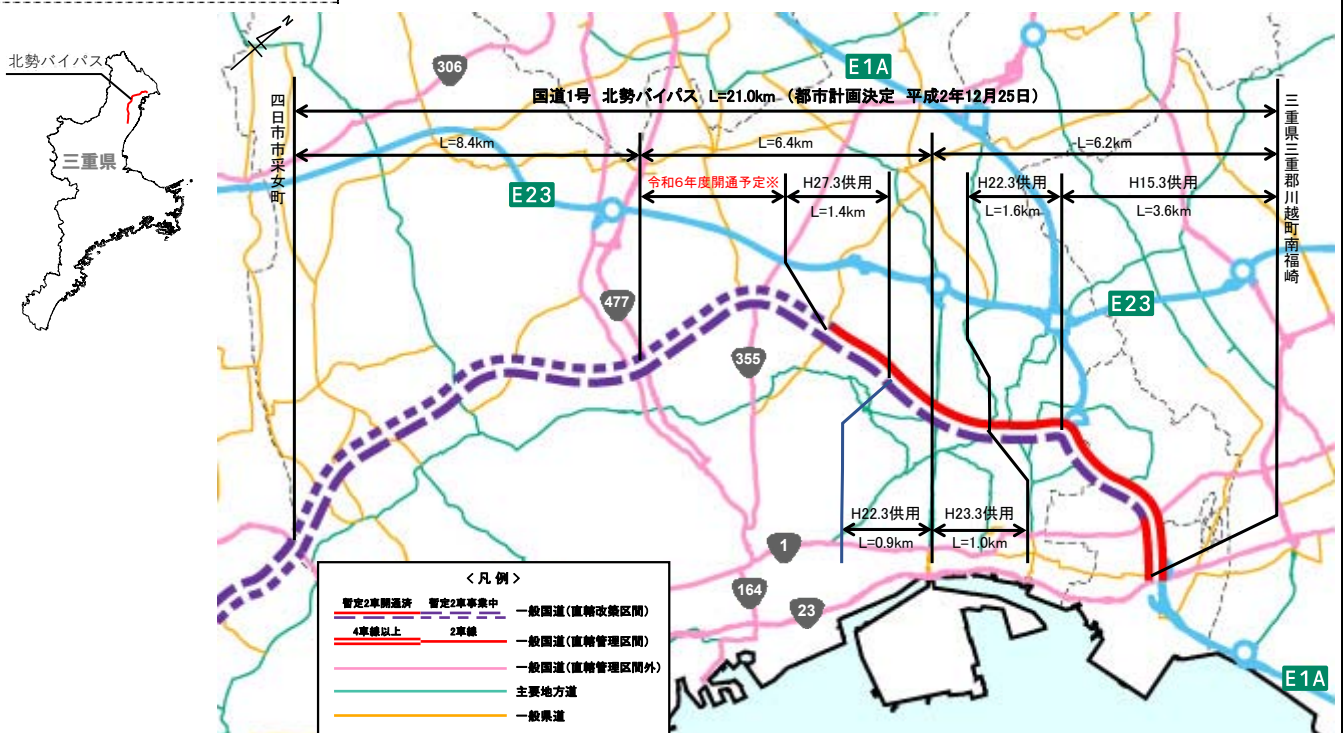 北勢バイパス
三重県
N
306
E1A
国道1号 北勢バイパス L=21.0km (都市計画決定 平成2年12月25日)
四日市市采女町
三重県三重郡川越町南福崎
L=8.4km
L=6.4km
L=6.2km
令和6年度開通予定※
H27.3供用
L=1.4km
H22.3供用
L=1.6km
H15.3供用
L=3.6km
E23
E23
477
355
H22.3供用
L=0.9km
H23.3供用
L=1.0km
1
164
23
E1A
<凡例>
暫定2車開通済
暫定2車事業中
一般国道(直轄改築区間)
4車線以上
2車線
一般国道(直轄管理区間)
一般国道(直轄管理区間外)
主要地方道
一般県道